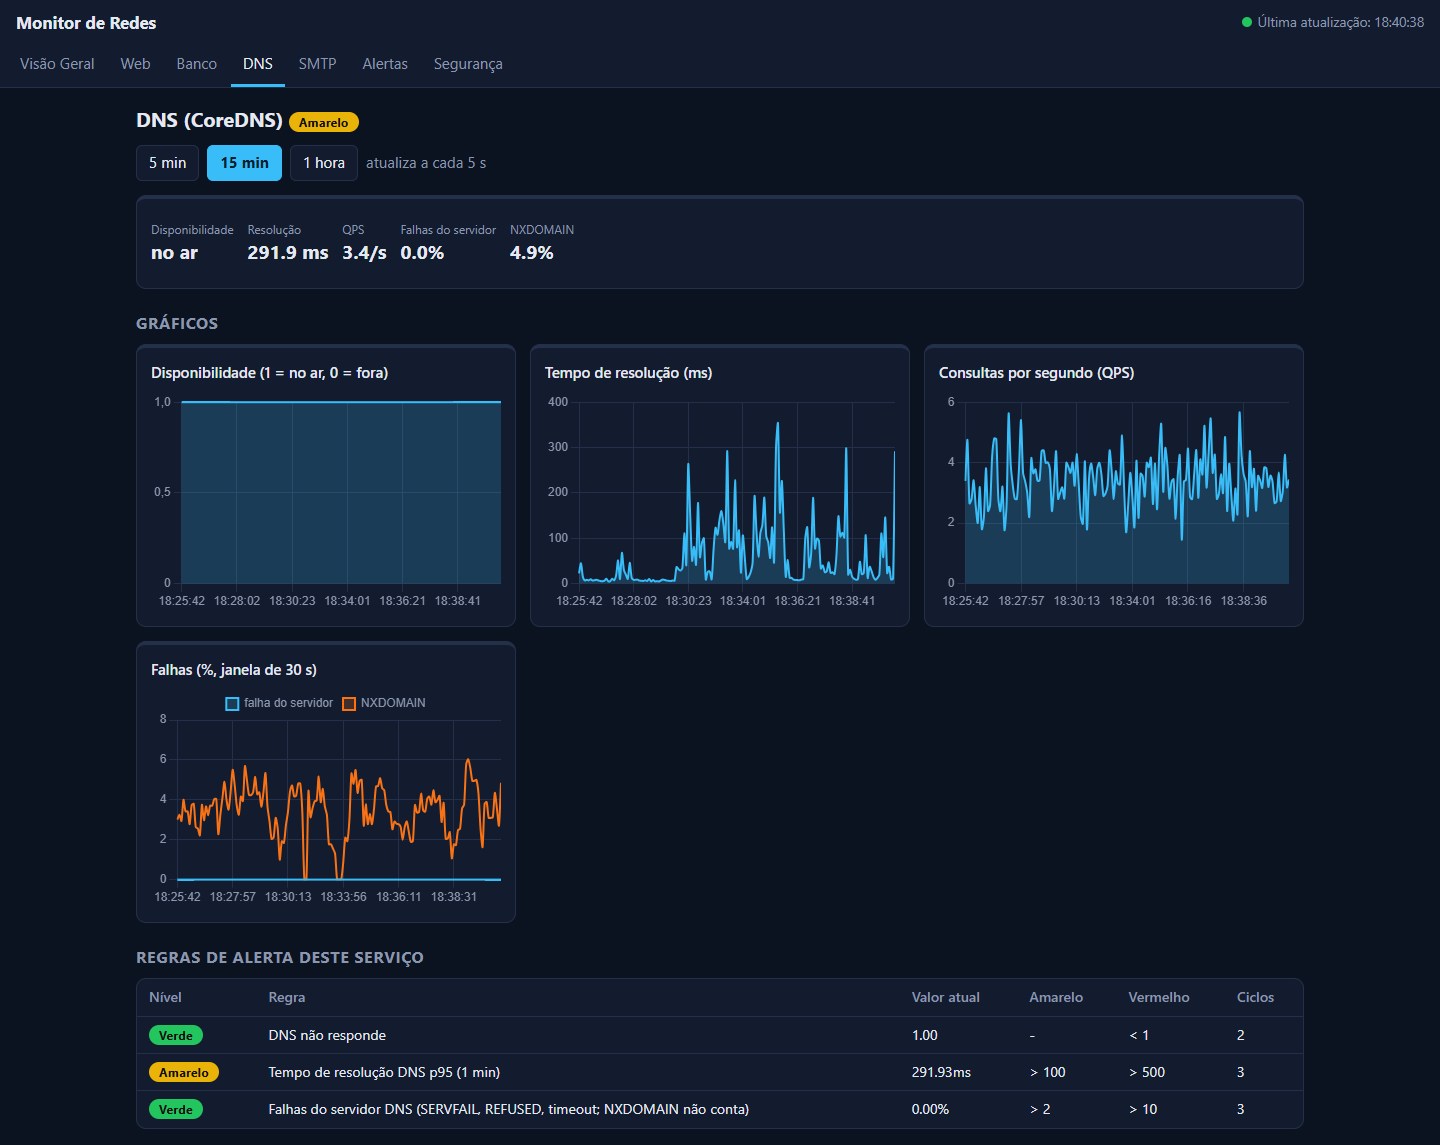 Monitor de Redes
Última atualização: 18:40:38
Visão Geral Web Banco DNS SMTP Alertas Segurança
DNS (CoreDNS) Amarelo
5 min 15 min 1 hora atualiza a cada 5 s
Disponibilidade Resolução QPS Falhas do servidor NXDOMAIN
no ar 291.9 ms 3.4/s 0.0% 4.9%
GRÁFICOS
Disponibilidade (1 = no ar, 0 = fora)
1,0
0,5
0
18:25:42 18:28:02 18:30:23 18:34:01 18:36:21 18:38:41
Tempo de resolução (ms)
400
300
200
100
0
18:25:42 18:28:02 18:30:23 18:34:01 18:36:21 18:38:41
Consultas por segundo (QPS)
6
4
2
0
18:25:42 18:27:57 18:30:13 18:34:01 18:36:16 18:38:36
Falhas (%, janela de 30 s)
falha do servidor NXDOMAIN
8
6
4
2
0
18:25:42 18:27:57 18:30:13 18:33:56 18:36:11 18:38:31
REGRAS DE ALERTA DESTE SERVIÇO
Nível Regra Valor atual Amarelo Vermelho Ciclos
Verde DNS não responde 1.00 - < 1 2
Amarelo Tempo de resolução DNS p95 (1 min) 291.93ms > 100 > 500 3
Verde Falhas do servidor DNS (SERVFAIL, REFUSED, timeout; NXDOMAIN não conta) 0.00% > 2 > 10 3